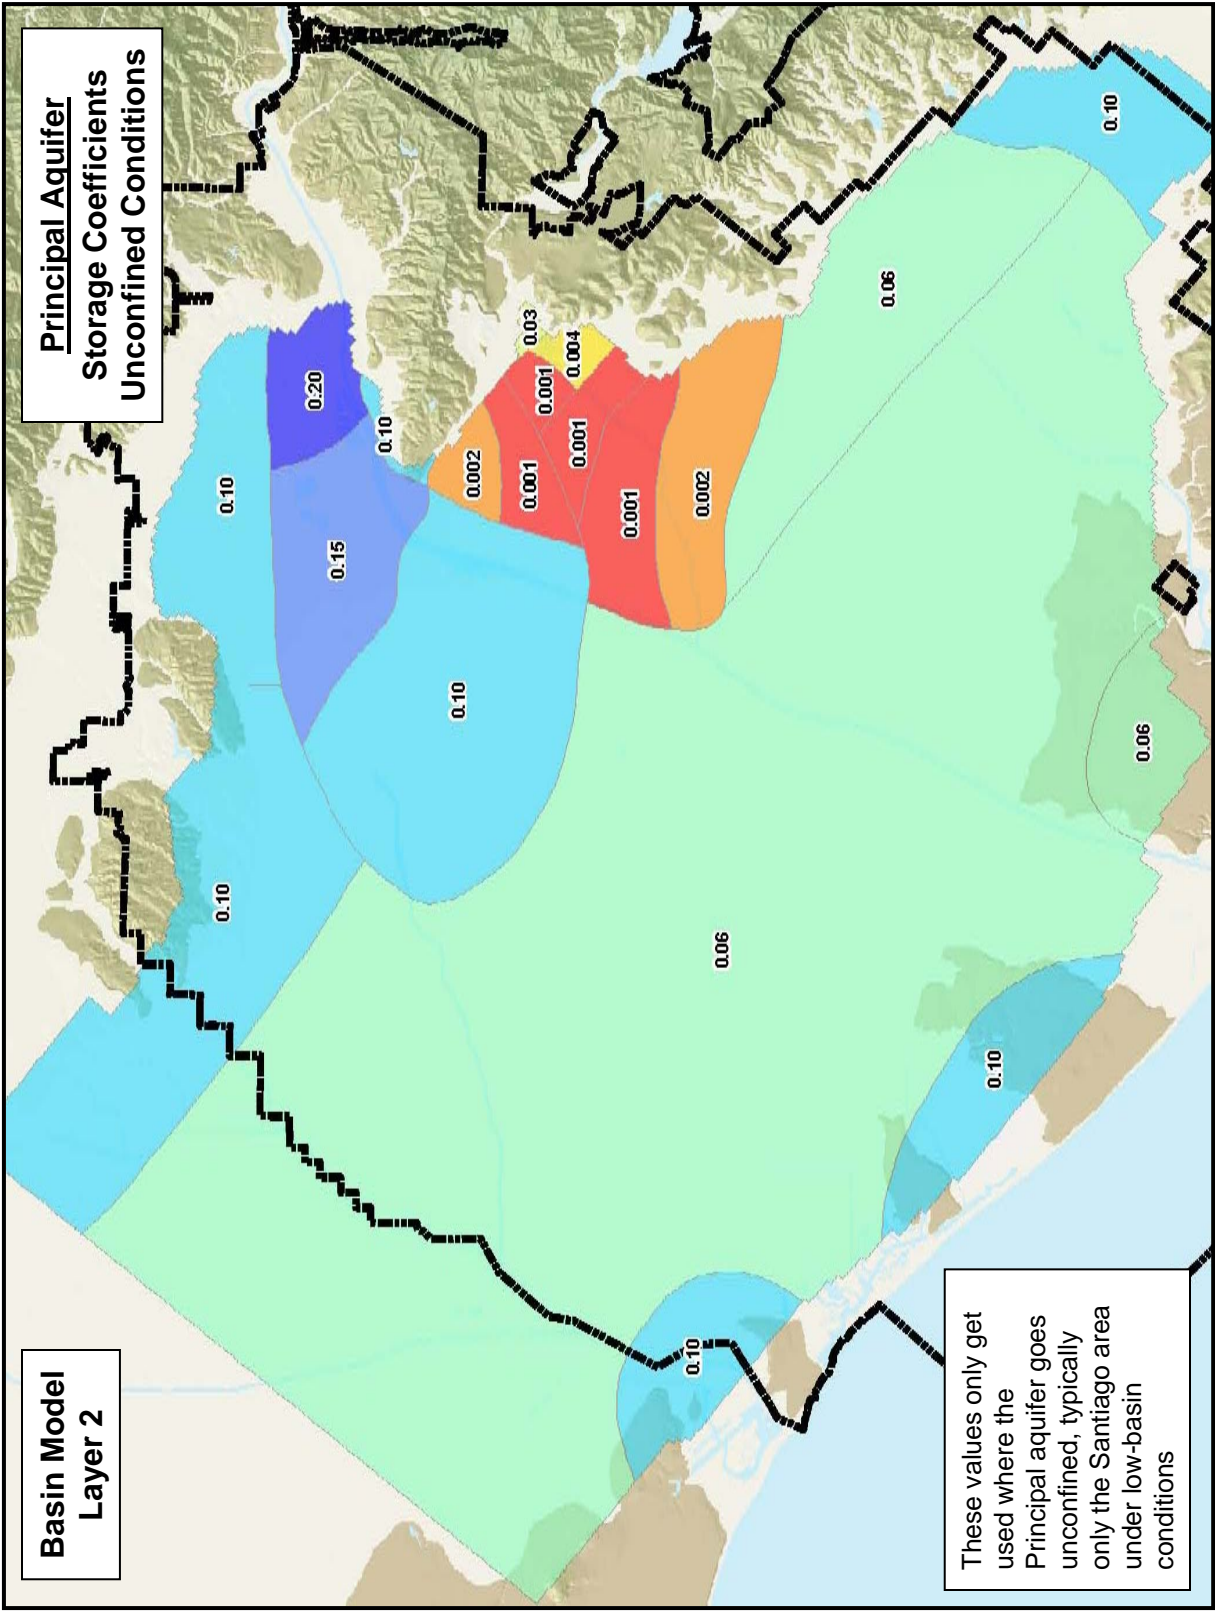 Basin Model
Layer 2
Principal Aquifer
Storage Coefficients
Unconfined Conditions
0.10
0.10
0.20
0.15
0.10
0.10
0.002
0.001
0.001
0.03
0.004
0.001
0.001
0.002
0.06
0.10
0.06
0.10
0.10
0.06
These values only get
used where the
Principal aquifer goes
unconfined, typically
only the Santiago area
under low-basin
conditions